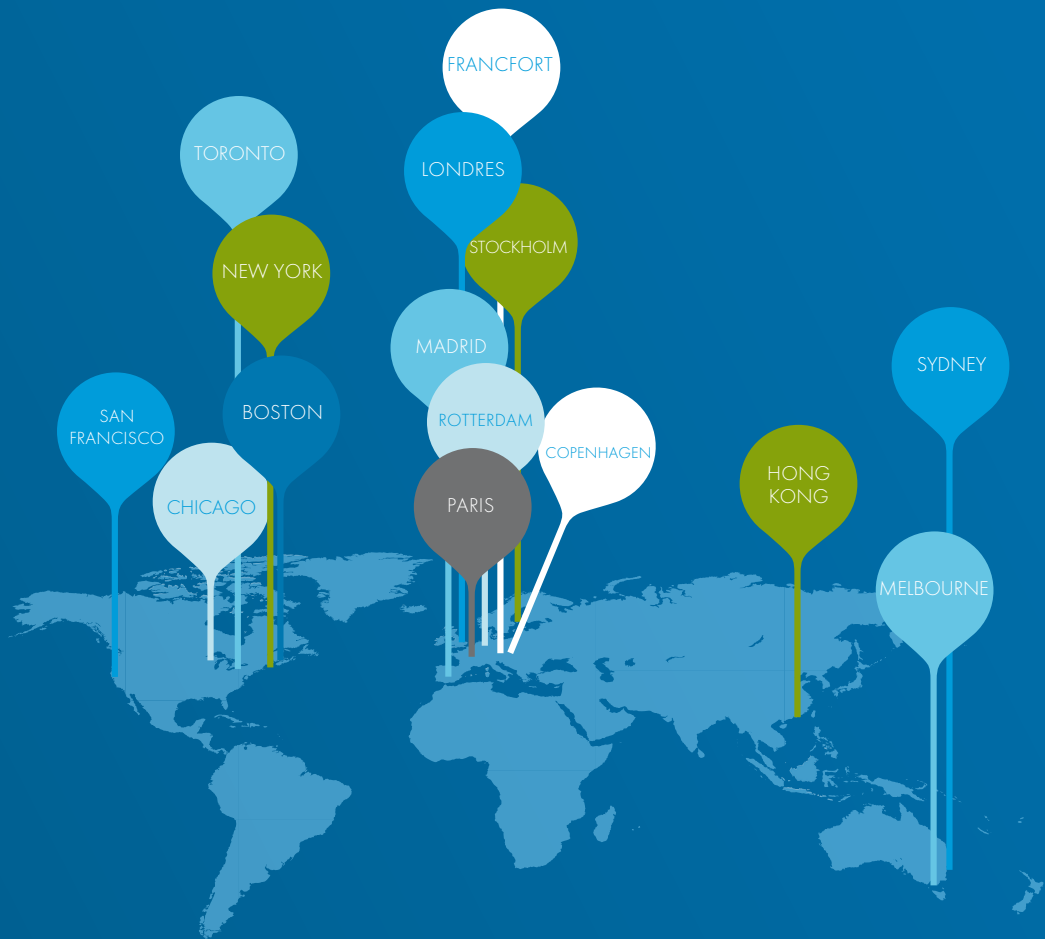 FRANCFORT
TORONTO
LONDRES
STOCKHOLM
NEW YORK
MADRID
SYDNEY
BOSTON
SAN
FRANCISCO
ROTTERDAM
COPENHAGEN
HONG
KONG
CHICAGO
PARIS
MELBOURNE